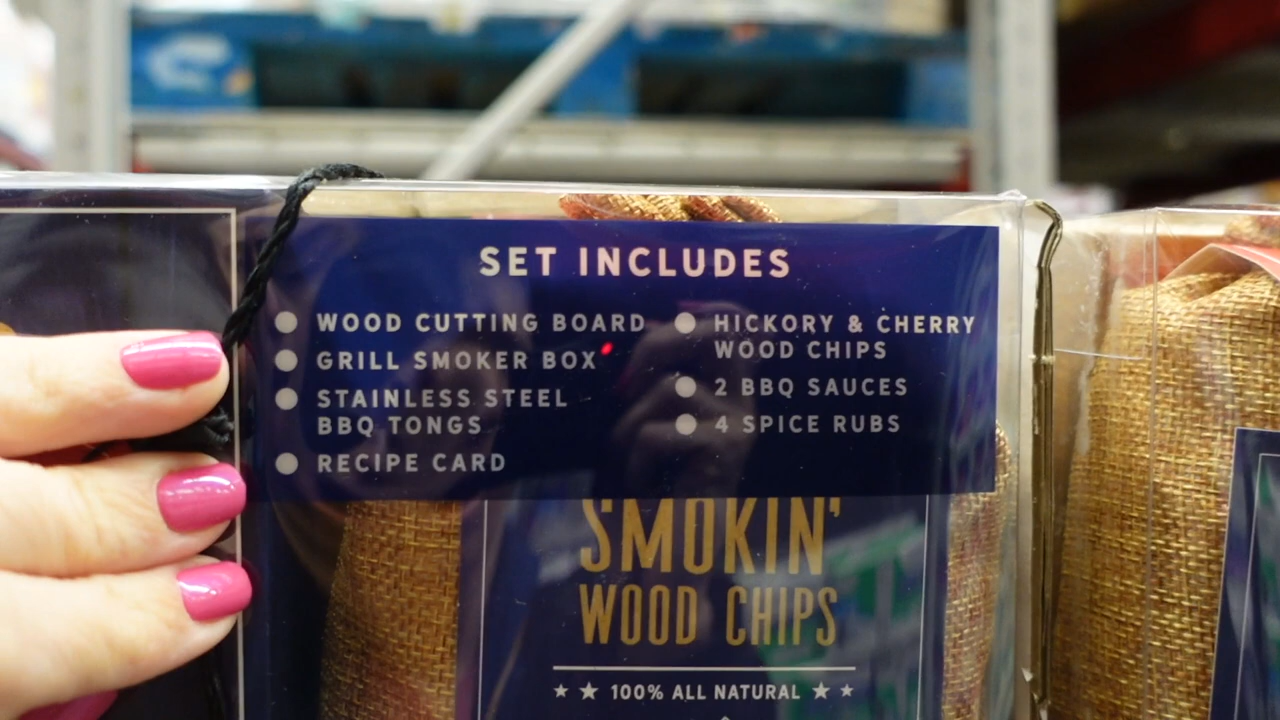 SET INCLUDES
WOOD CUTTING BOARD
GRILL SMOKER BOX
STAINLESS STEEL
BBQ TONGS
RECIPE CARD
HICKORY & CHERRY
WOOD CHIPS
2 BBQ SAUCES
4 SPICE RUBS
SMOKIN'
WOOD CHIPS
100% ALL NATURAL